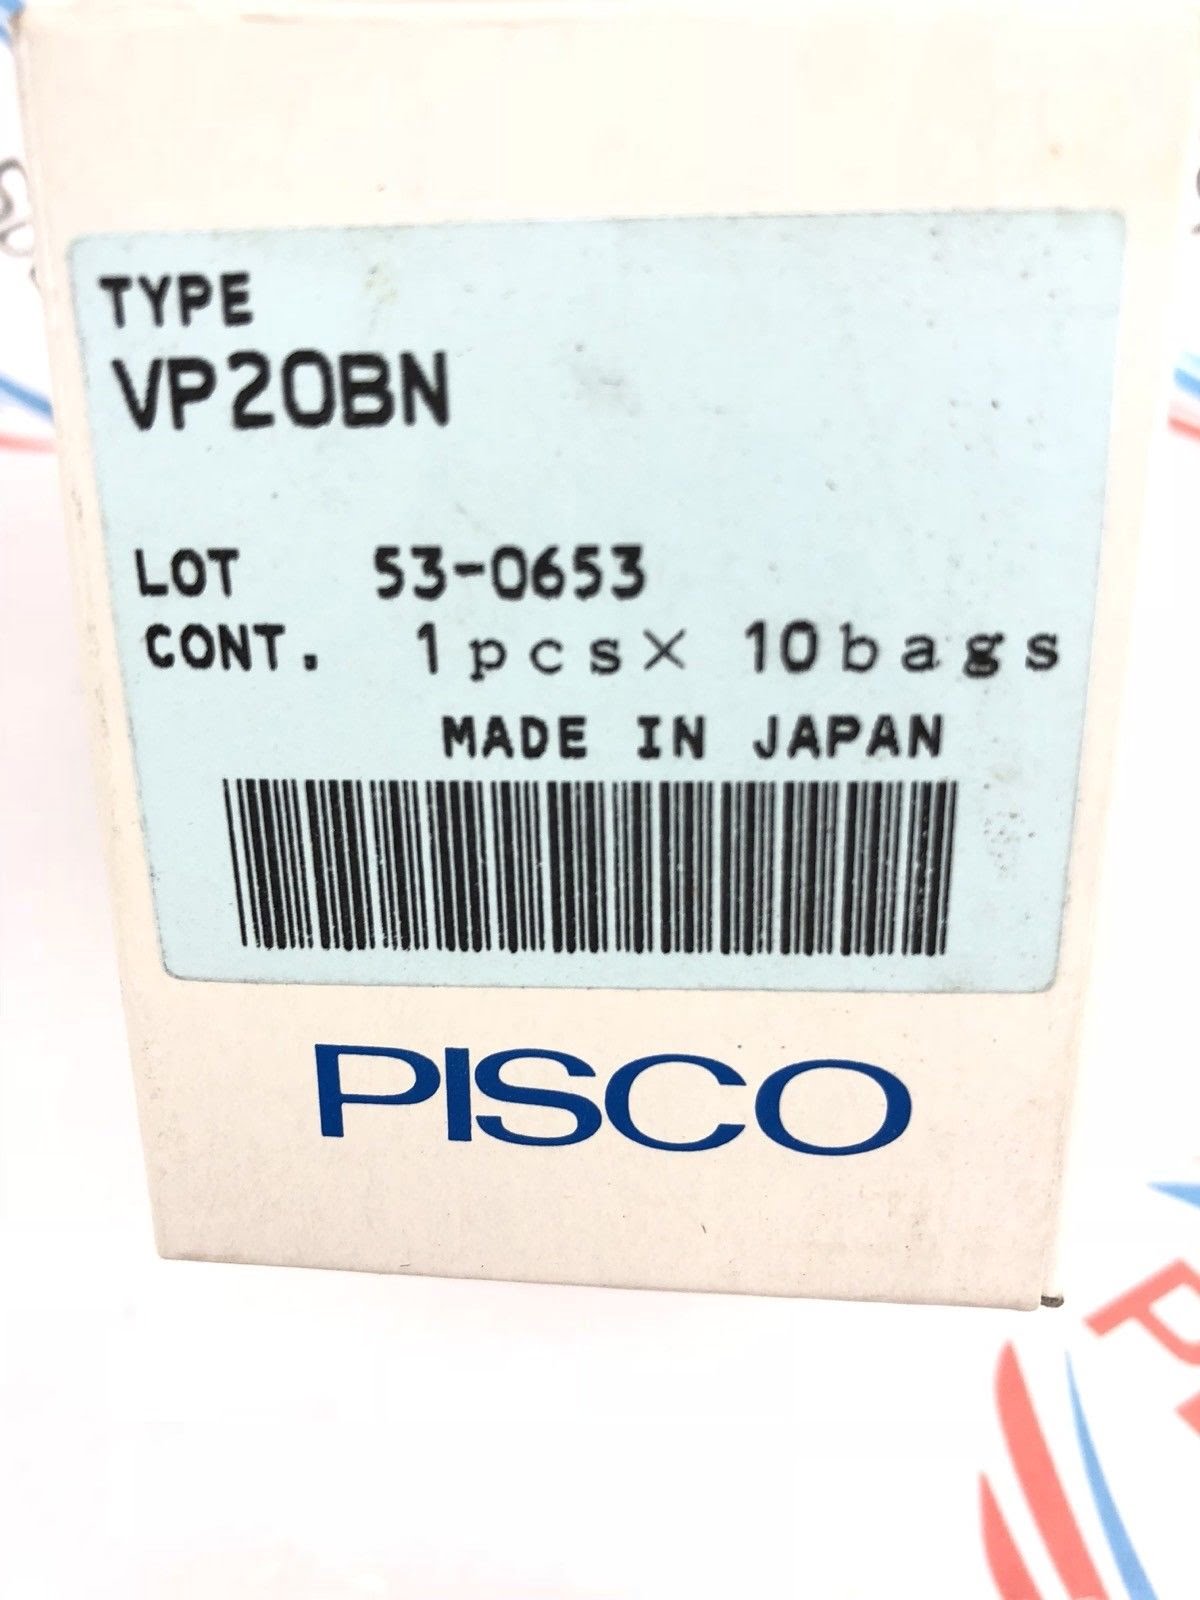 TYPE
VP20BN
LOT 53-0653
CONT. 1pcs× 10bags
MADE IN JAPAN
PISCO